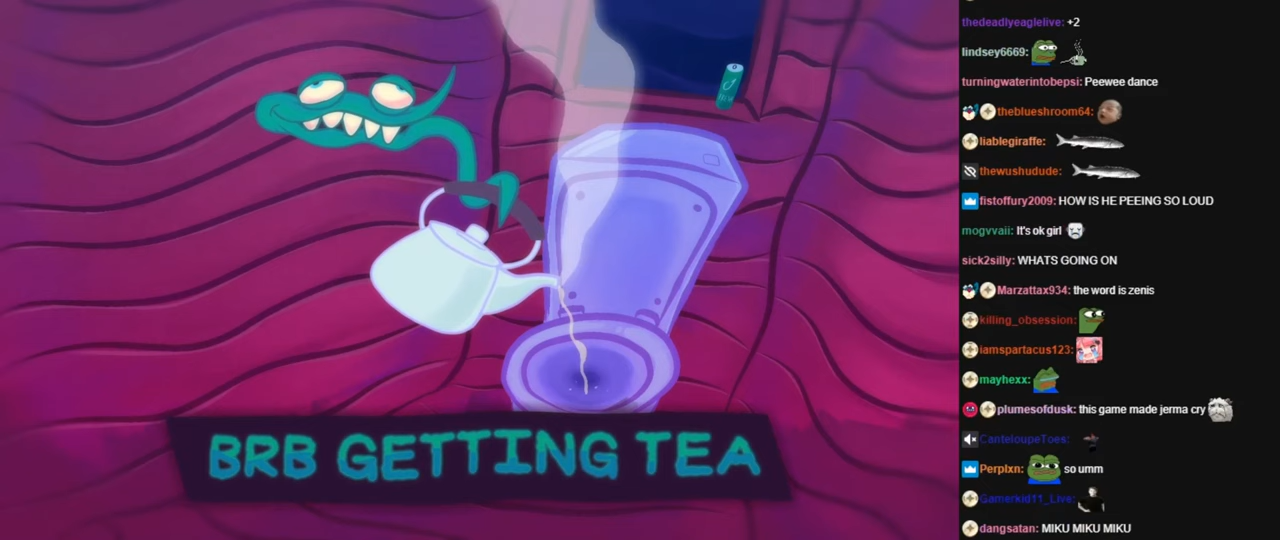 BRB GETTING TEA
thedeadlyeaglelive: +2
lindsey6669:
turningwaterintobepsi: Peewee dance
theblueshroom64:
liablegiraffe:
thewushudude:
fistoffury2009: HOW IS HE PEEING SO LOUD
mogvvaii: It's ok girl
sick2silly: WHATS GOING ON
Marzattax934: the word is zenis
killing_obsession:
iamspartacus123:
mayhexx:
plumesofdusk: this game made jerma cry
CanteloupeToes:
Perplxn: so umm
Gamerkid11_Live:
dangsatan: MIKU MIKU MIKU